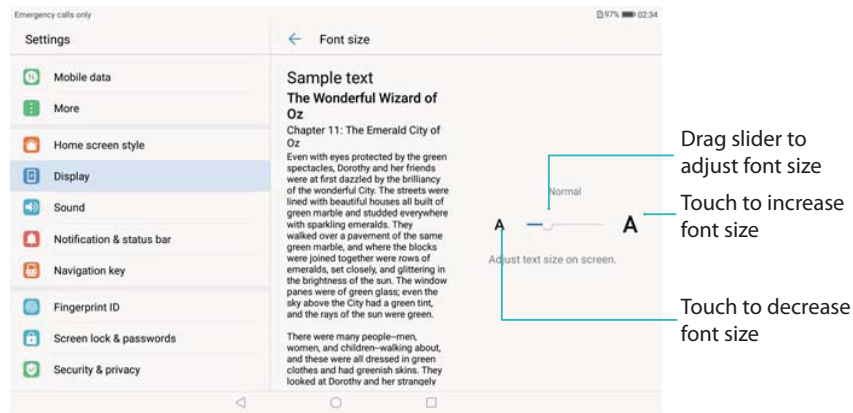 Emergency calls only
97% 02:34
Settings
Font size
Mobile data
More
Home screen style
Display
Sound
Notification & status bar
Navigation key
Fingerprint ID
Screen lock & passwords
Security & privacy
Sample text
The Wonderful Wizard of
Oz
Chapter 11: The Emerald City of
Oz
Even with eyes protected by the green
spectacles, Dorothy and her friends
were at first dazzled by the brilliancy
of the wonderful City. The streets were
lined with beautiful houses all built of
green marble and studded everywhere
with sparkling emeralds. They
walked over a pavement of the same
green marble, and where the blocks
were joined together were rows of
emeralds, set closely, and glittering in
the brightness of the sun. The window
panes were of green glass; even the
sky above the City had a green tint,
and the rays of the sun were green.
There were many people–men,
women, and children–walking about,
and these were all dressed in green
clothes and had greenish skins. They
looked at Dorothy and her strangely
Normal
A A
Adjust text size on screen.
Drag slider to
adjust font size
Touch to increase
font size
Touch to decrease
font size